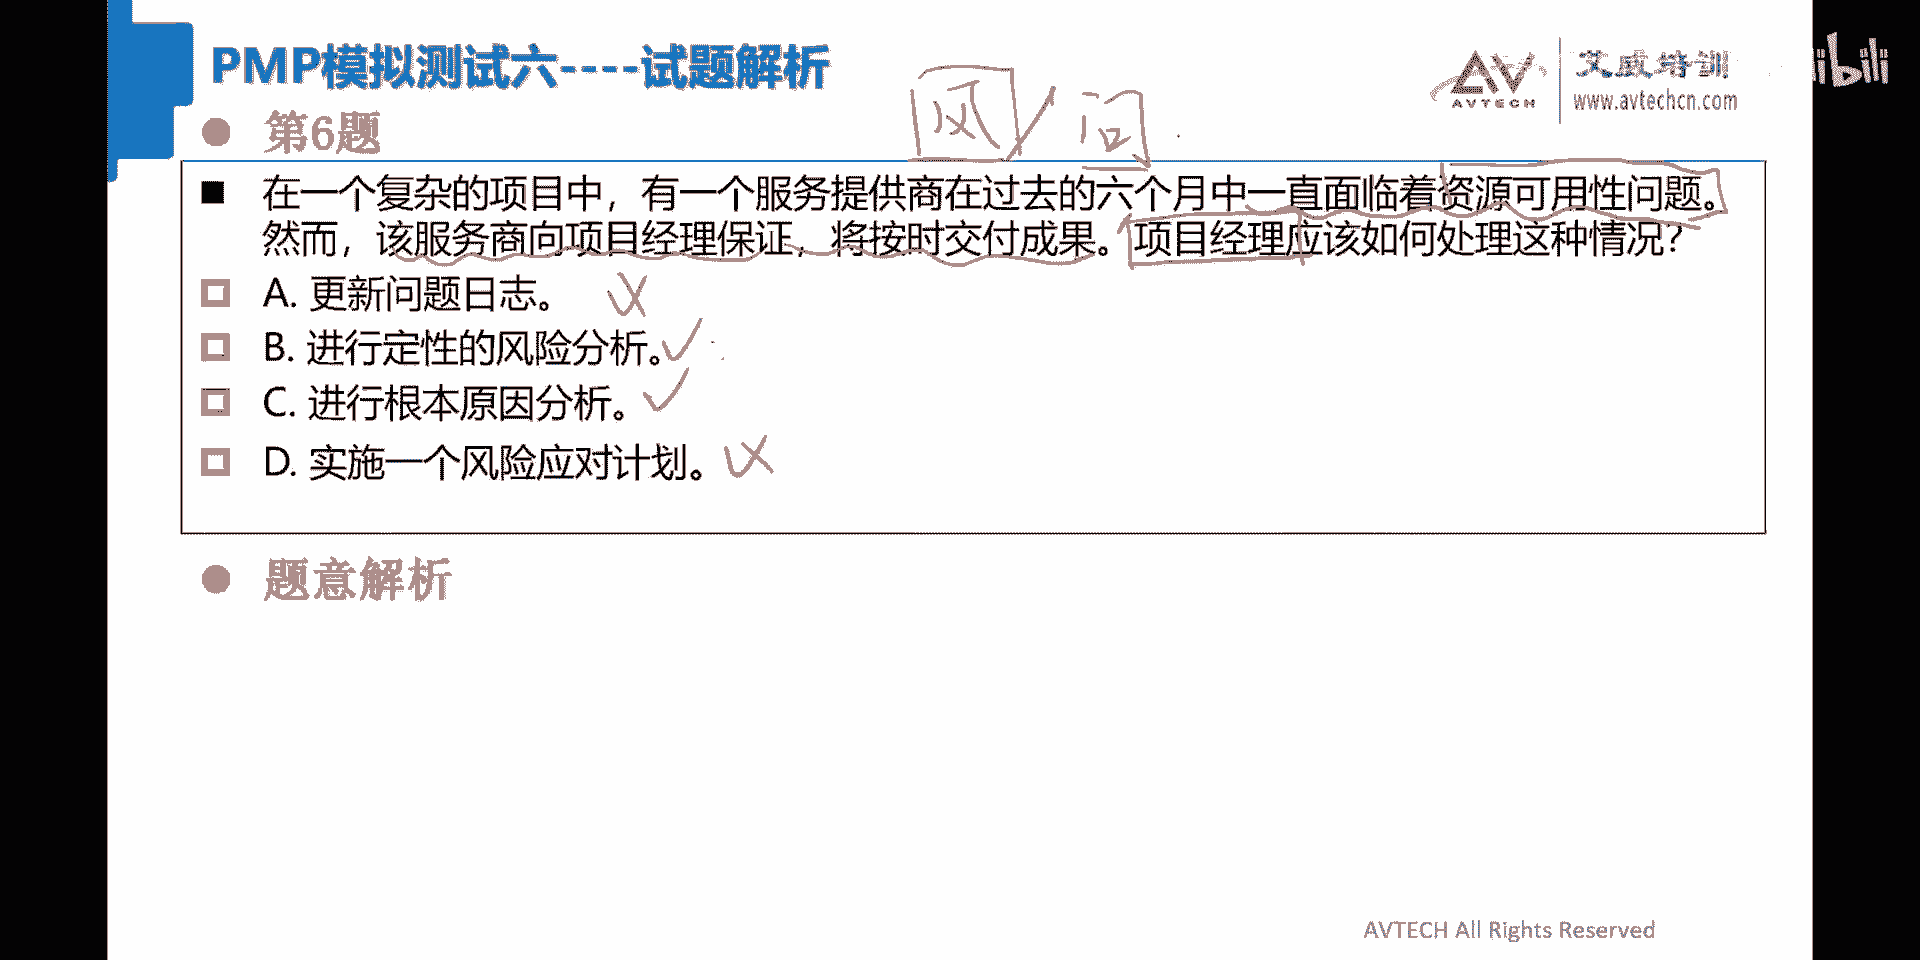 PMP模拟测试六----试题解析
AV
AVTECH
艾威培训
www.avtechcn.com
libili
第6题
风/问
在一个复杂的项目中，有一个服务提供商在过去的六个月中一直面临着资源可用性问题。
然而，该服务商向项目经理保证，将按时交付成果。项目经理应该如何处理这种情况？
A. 更新问题日志。
B. 进行定性的风险分析。
C. 进行根本原因分析。
D. 实施一个风险应对计划。
题意解析
AVTECH All Rights Reserved